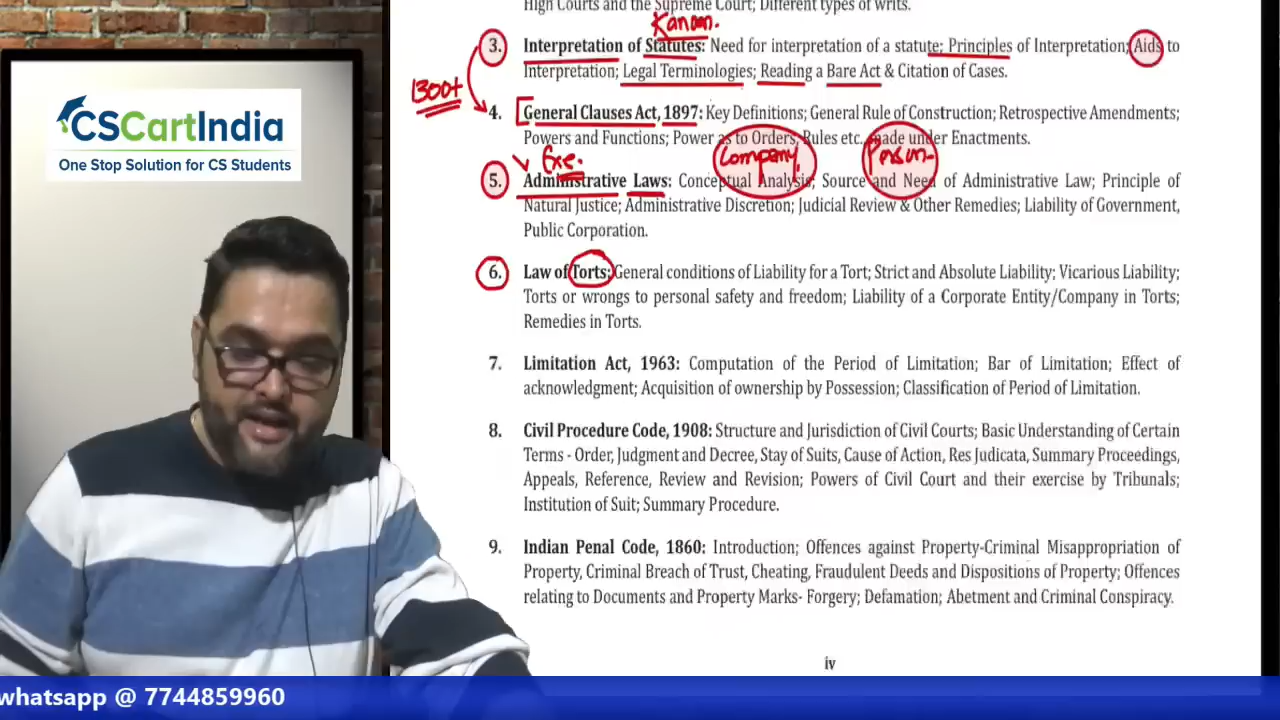 High Courts and the Supreme Court; Different types of writs.
Kanoon.
3. Interpretation of Statutes: Need for interpretation of a statute; Principles of Interpretation; Aids to
Interpretation; Legal Terminologies; Reading a Bare Act & Citation of Cases.
1300+
4. General Clauses Act, 1897: Key Definitions; General Rule of Construction; Retrospective Amendments;
Powers and Functions; Power as to Orders, Rules etc., made under Enactments.
Exe. Company Person.
5. Administrative Laws: Conceptual Analysis; Source and Need of Administrative Law; Principle of
Natural Justice; Administrative Discretion; Judicial Review & Other Remedies; Liability of Government,
Public Corporation.
6. Law of Torts: General conditions of Liability for a Tort; Strict and Absolute Liability; Vicarious Liability;
Torts or wrongs to personal safety and freedom; Liability of a Corporate Entity/Company in Torts;
Remedies in Torts.
7. Limitation Act, 1963: Computation of the Period of Limitation; Bar of Limitation; Effect of
acknowledgment; Acquisition of ownership by Possession; Classification of Period of Limitation.
8. Civil Procedure Code, 1908: Structure and Jurisdiction of Civil Courts; Basic Understanding of Certain
Terms - Order, Judgment and Decree, Stay of Suits, Cause of Action, Res Judicata, Summary Proceedings,
Appeals, Reference, Review and Revision; Powers of Civil Court and their exercise by Tribunals;
Institution of Suit; Summary Procedure.
9. Indian Penal Code, 1860: Introduction; Offences against Property-Criminal Misappropriation of
Property, Criminal Breach of Trust, Cheating, Fraudulent Deeds and Dispositions of Property; Offences
relating to Documents and Property Marks- Forgery; Defamation; Abetment and Criminal Conspiracy.
iv
CSCartIndia
One Stop Solution for CS Students
whatsapp @ 7744859960